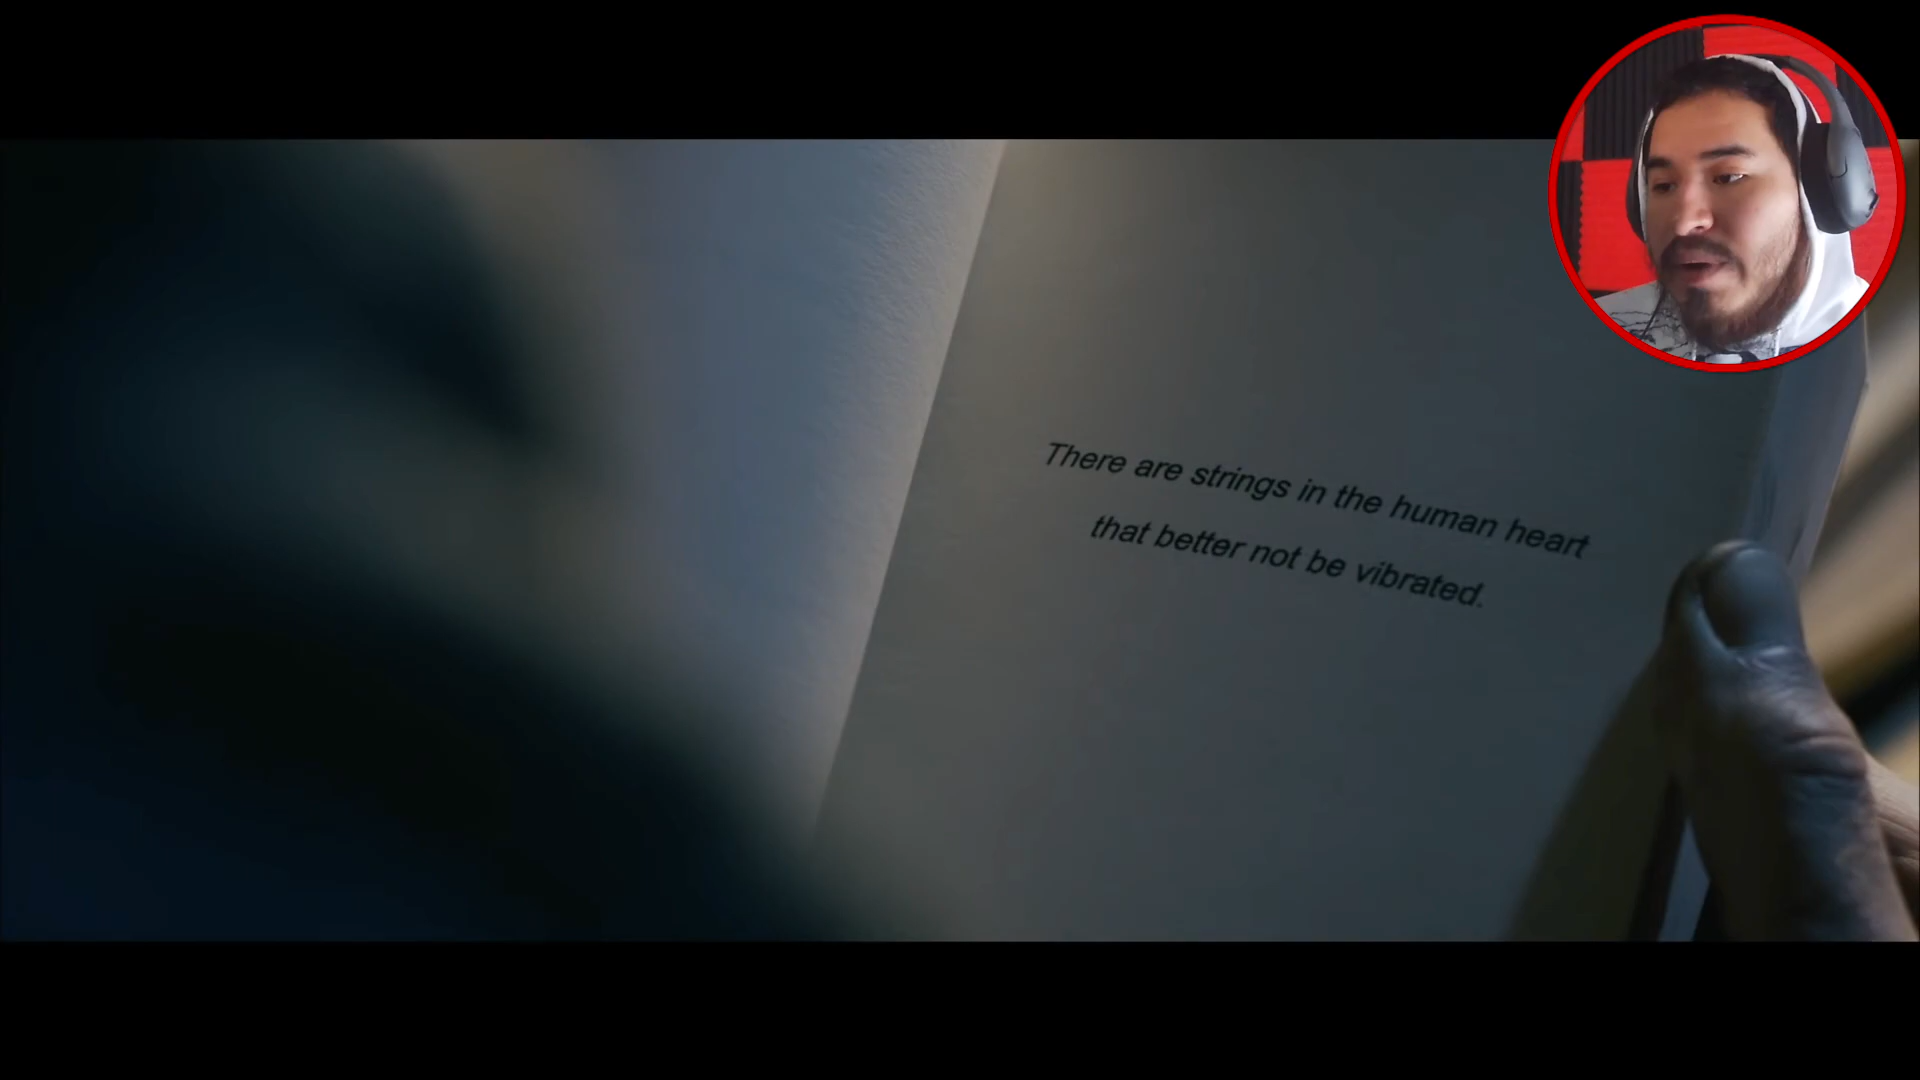 There are strings in the human heart
that better not be vibrated.